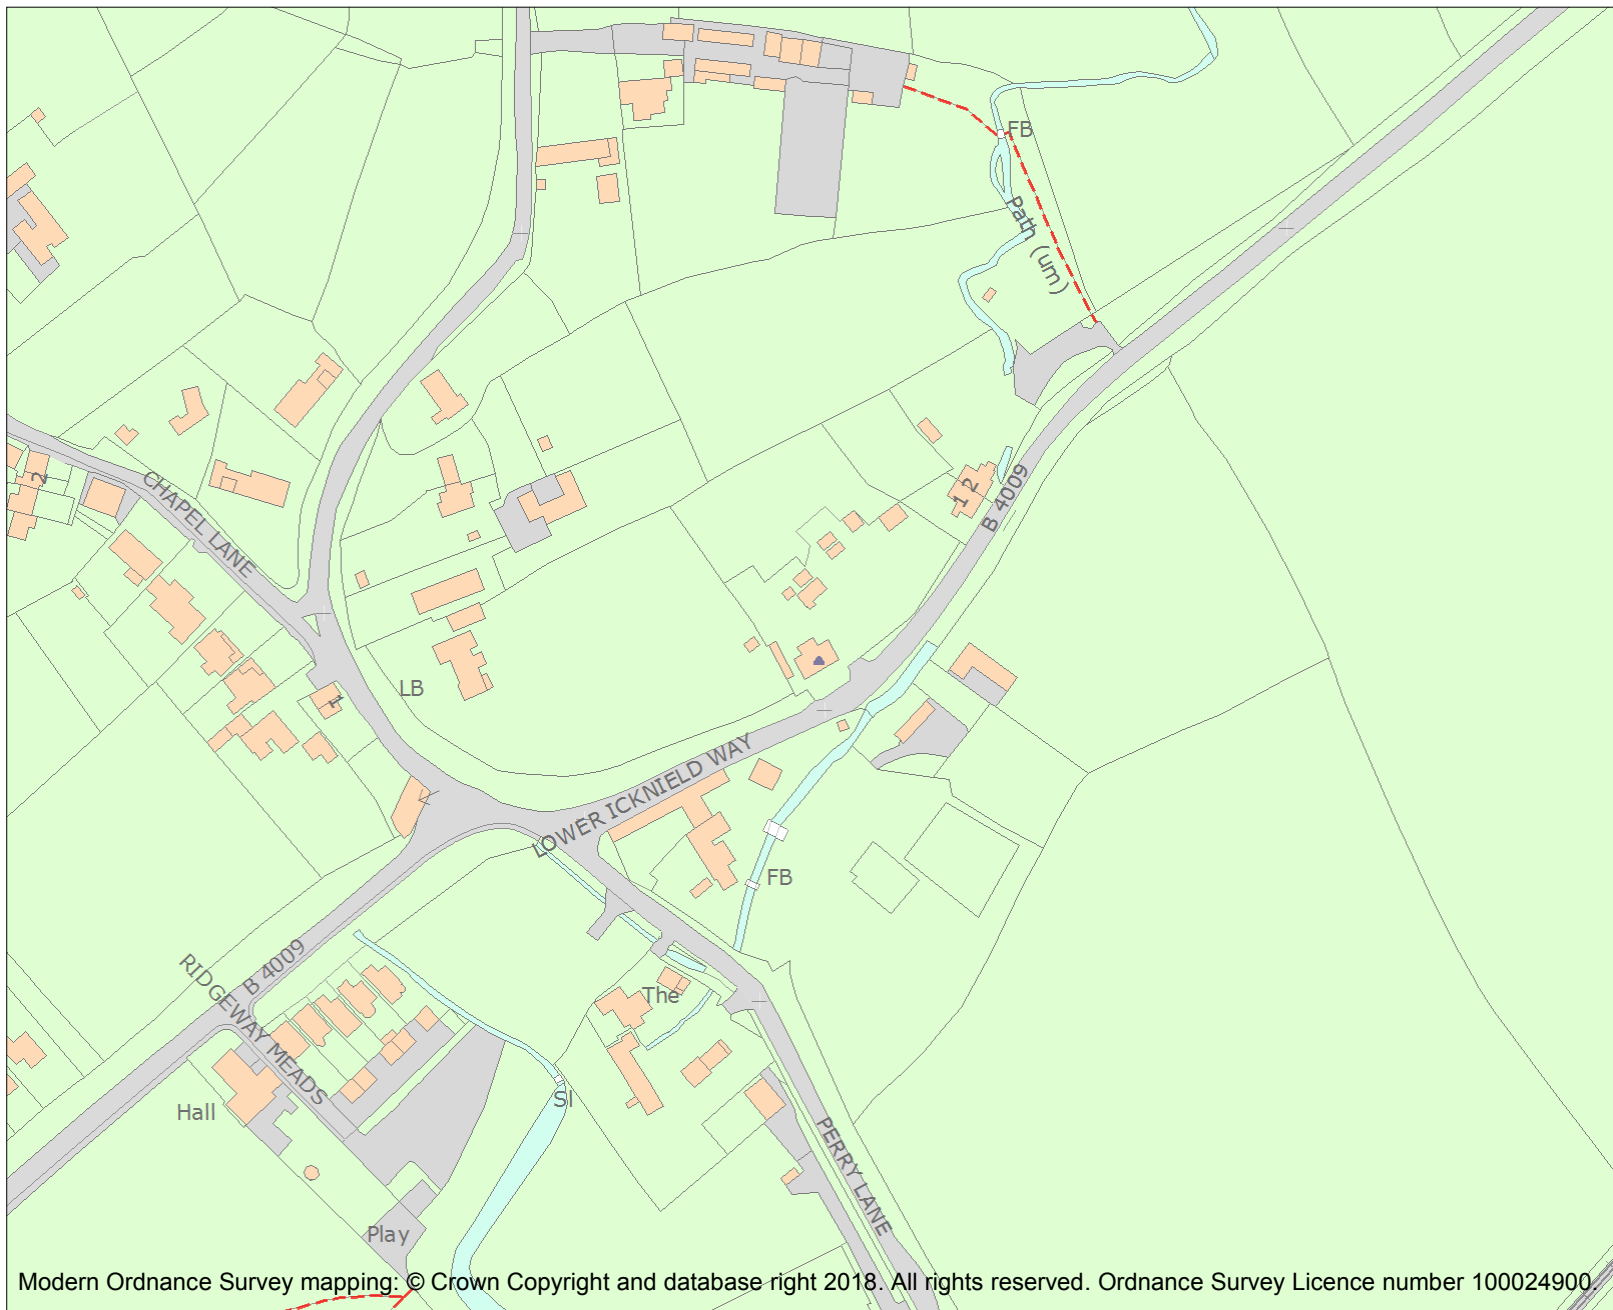 FB
Path (um)
2
CHAPEL LANE
1 2
B 4009
LB
1
LOWER ICKNIELD WAY
FB
B 4009
RIDGEWAY MEADS
The
Hall
Sl
PERRY LANE
Play
Modern Ordnance Survey mapping: © Crown Copyright and database right 2018. All rights reserved. Ordnance Survey Licence number 100024900.